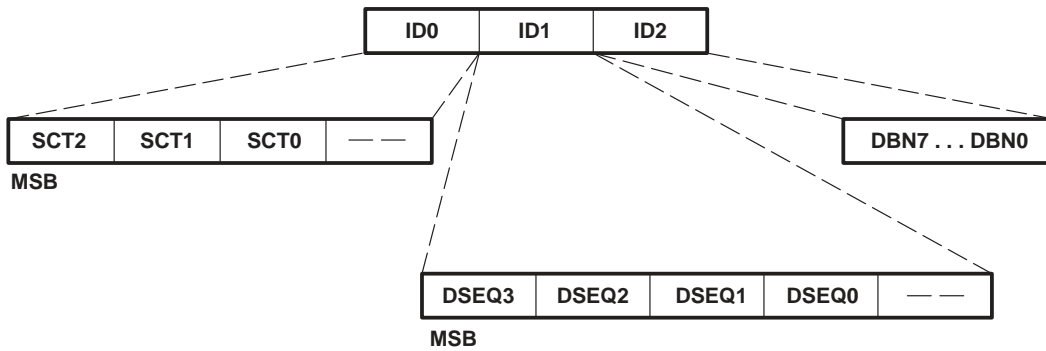 ID0 ID1 ID2
SCT2 SCT1 SCT0 — —
DBN7 . . . DBN0
MSB
DSEQ3 DSEQ2 DSEQ1 DSEQ0 — —
MSB